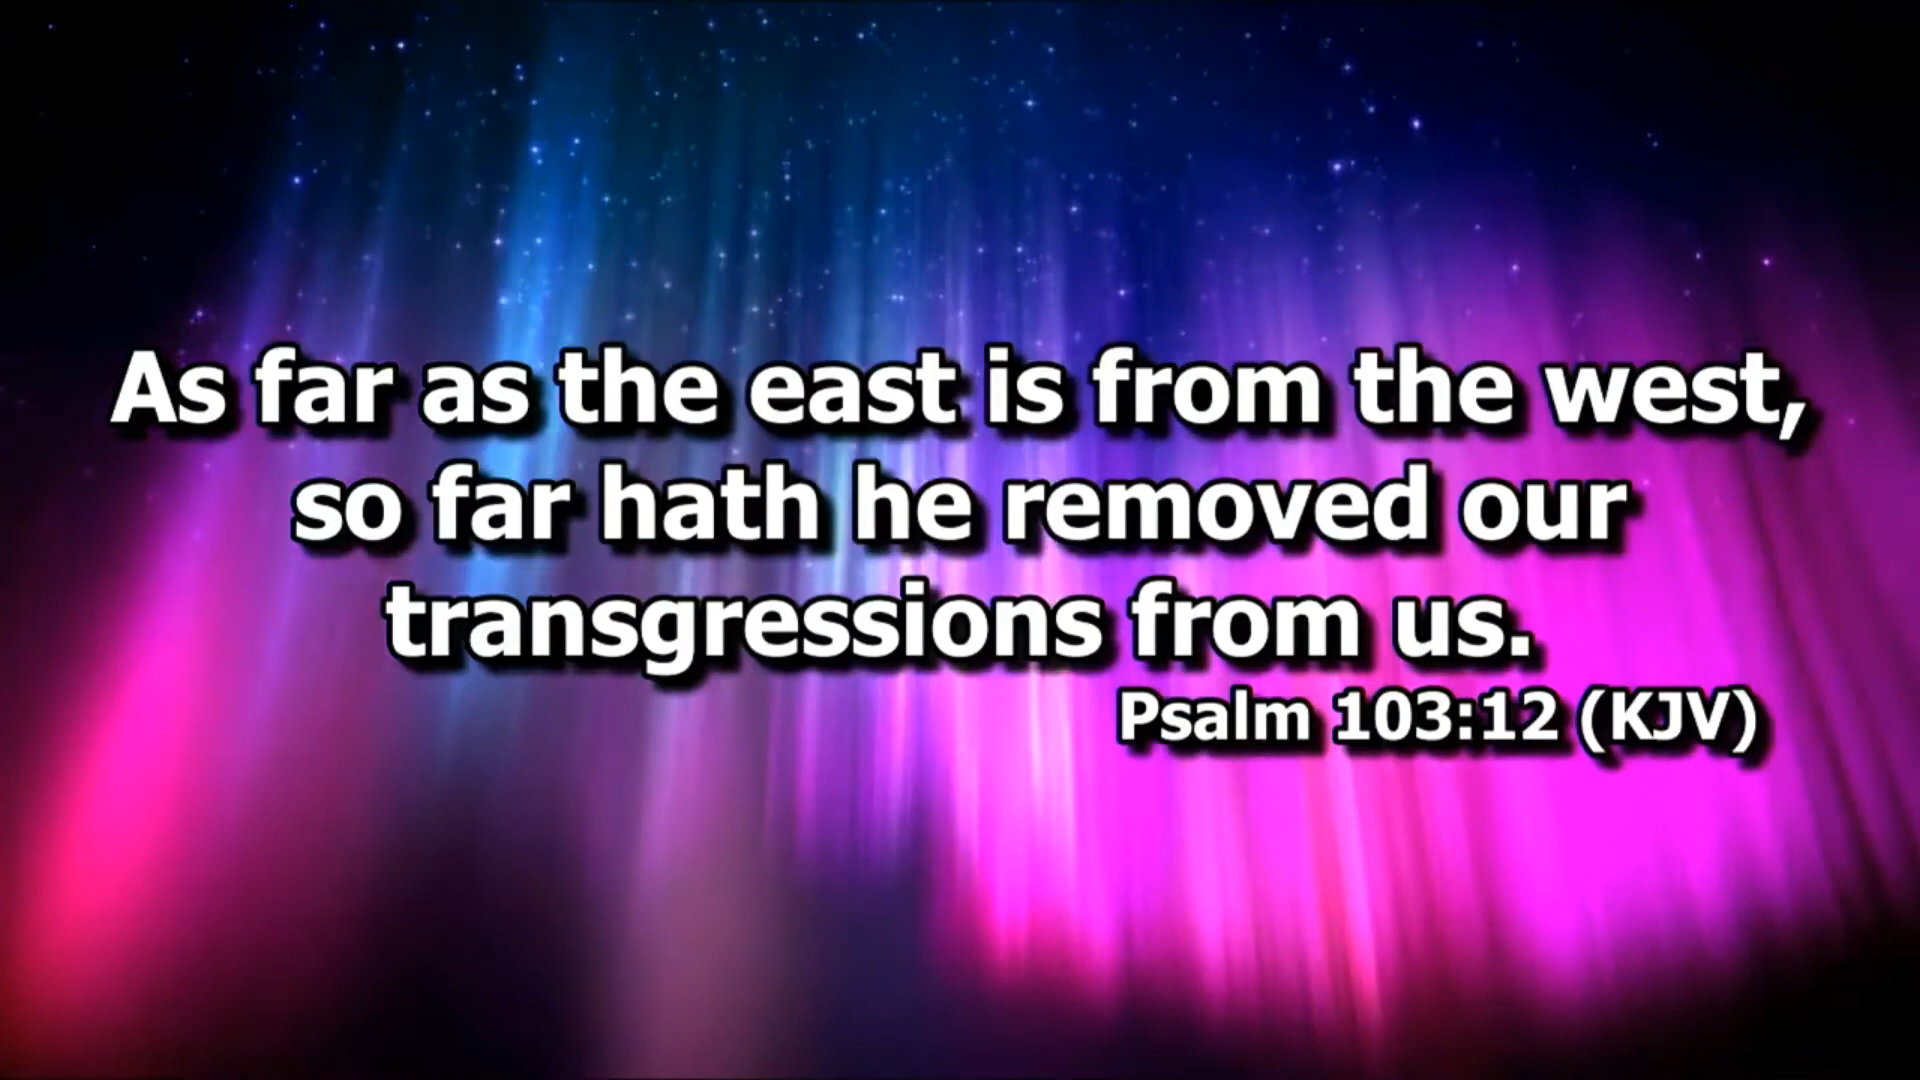 As far as the east is from the west,
so far hath he removed our
transgressions from us.
Psalm 103:12 (KJV)